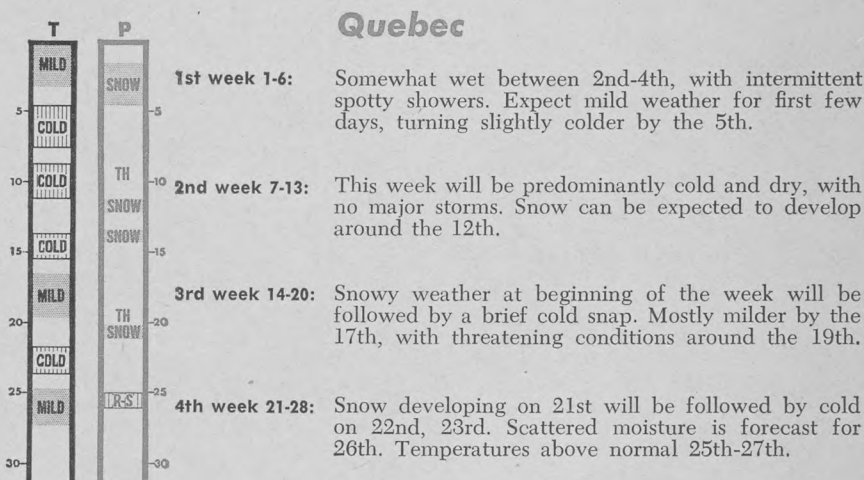 Quebec
T P
MILD
SNOW
5 5
COLD
TH
10 COLD 10
SNOW
SNOW
15 COLD 15
MILD
TH
20 SNOW 20
COLD
25 25
MILD R-S
30 30
1st week 1-6: Somewhat wet between 2nd-4th, with intermittent
spotty showers. Expect mild weather for first few
days, turning slightly colder by the 5th.
2nd week 7-13: This week will be predominantly cold and dry, with
no major storms. Snow can be expected to develop
around the 12th.
3rd week 14-20: Snowy weather at beginning of the week will be
followed by a brief cold snap. Mostly milder by the
17th, with threatening conditions around the 19th.
4th week 21-28: Snow developing on 21st will be followed by cold
on 22nd, 23rd. Scattered moisture is forecast for
26th. Temperatures above normal 25th-27th.